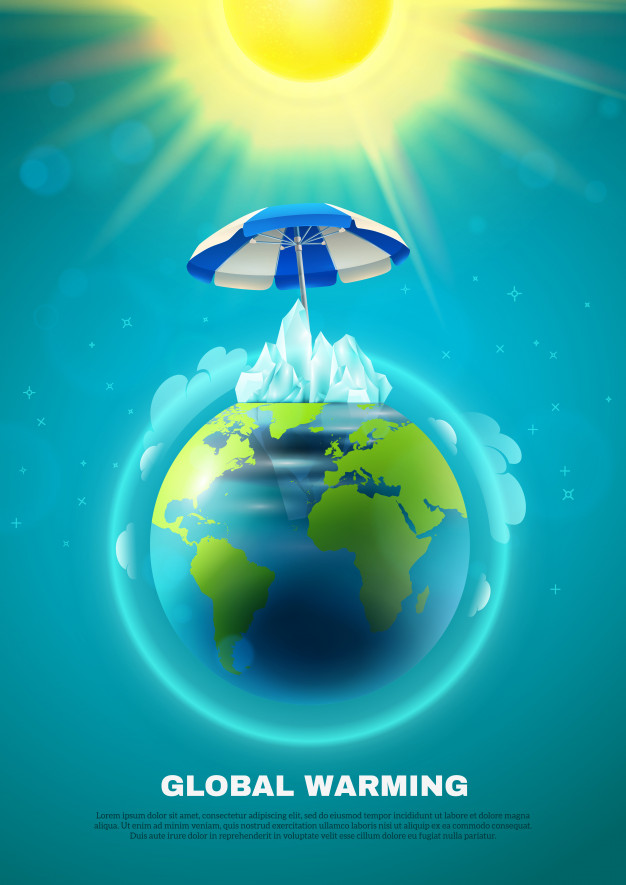 GLOBAL WARMING
Lorem ipsum dolor sit amet, consectetur adipiscing elit, sed do eiusmod tempor incididunt ut labore et dolore magna
aliqua. Ut enim ad minim veniam, quis nostrud exercitation ullamco laboris nisi ut aliquip ex ea commodo consequat.
Duis aute dolor in reprehenderit in voluptate velit esse cillum dolore eu fugiat nulla pariatur.